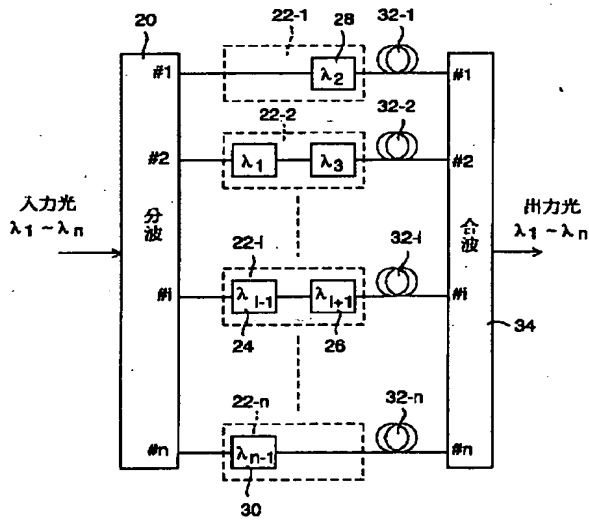 20
22-1
28
32-1
#1
λ2
#1
22-2
32-2
#2
λ1
λ3
#2
入力光
λ1 ~ λn
分波
合波
出力光
λ1 ~ λn
22-i
32-i
#i
λi-1
λi+1
#i
24
26
34
22-n
32-n
#n
λn-1
#n
30